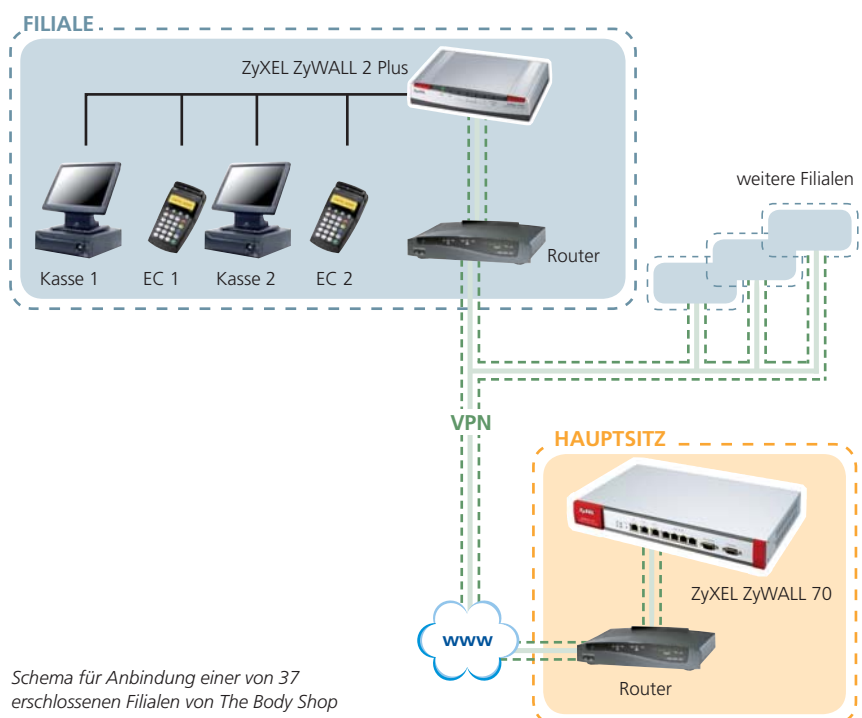 FILIALE
ZyXEL ZyWALL 2 Plus
Kasse 1
EC 1
Kasse 2
EC 2
Router
weitere Filialen
VPN
HAUPTSITZ
ZyXEL
ZyXEL ZyWALL 70
www
Router
Schema für Anbindung einer von 37
erschlossenen Filialen von The Body Shop